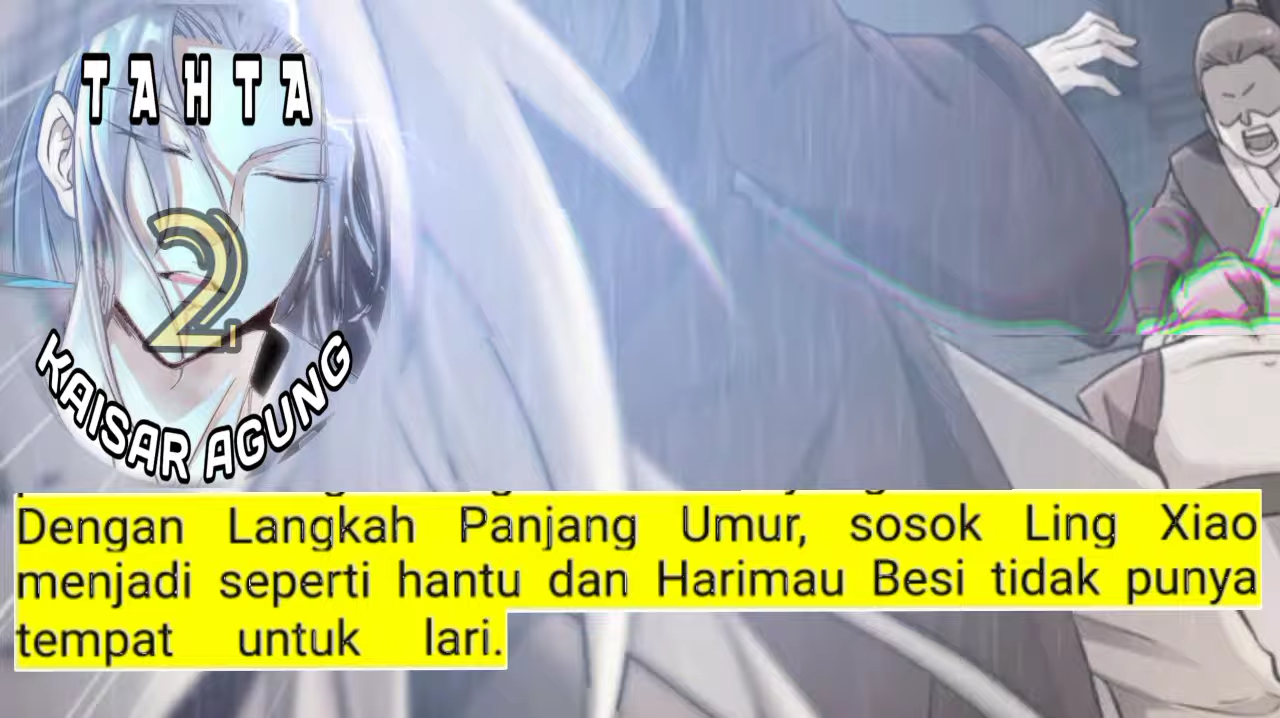 TAHTA
2
KAISAR AGUNG
Dengan Langkah Panjang Umur, sosok Ling Xiao
menjadi seperti hantu dan Harimau Besi tidak punya
tempat untuk lari.